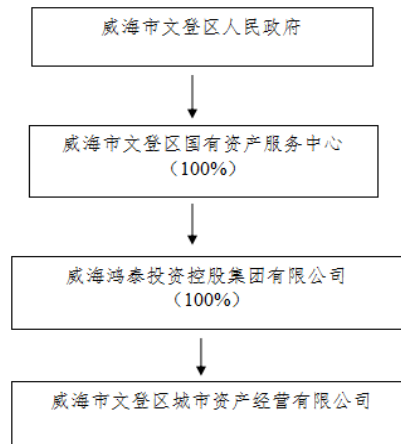 威海市文登区人民政府
威海市文登区国有资产服务中心
（100%）
威海鸿泰投资控股集团有限公司
（100%）
威海市文登区城市资产经营有限公司